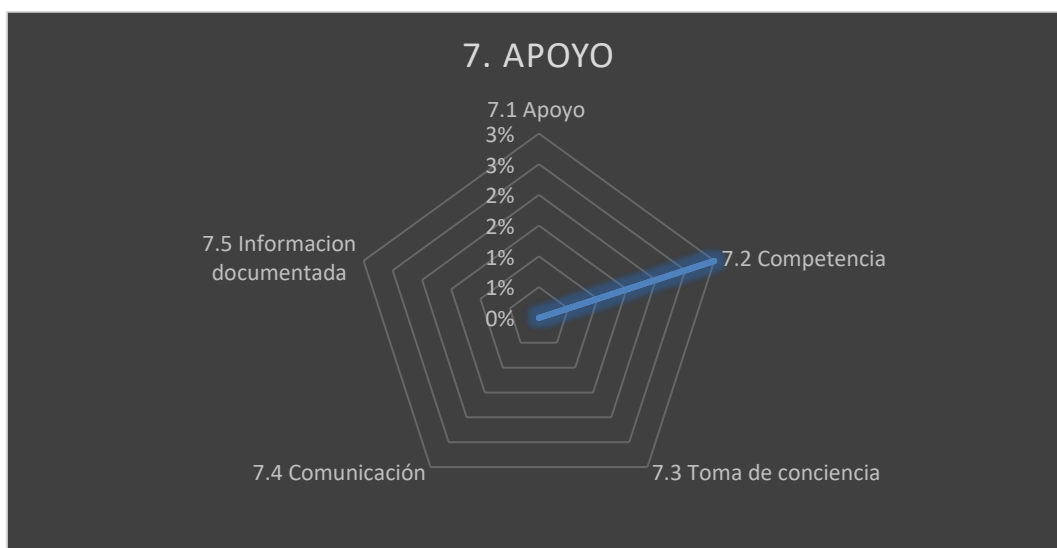 7. APOYO
7.1 Apoyo
3%
3%
2%
2%
1%
1%
0%
7.2 Competencia
7.3 Toma de conciencia
7.4 Comunicación
7.5 Informacion
documentada